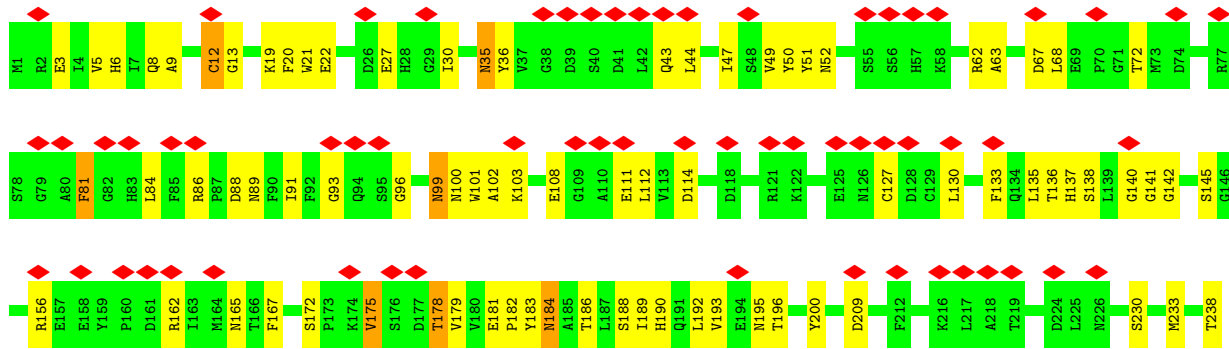 M1 R2 E3 I4 V5 H6 I7 Q8 A9 C12 G13 K19 F20 W21 E22 D26 E27 H28 G29 I30 N35 Y36 V37 G38 D39 S40 D41 L42 Q43 L44 I47 S48 V49 Y50 Y51 N52 S55 S56 H57 K58 R62 A63 D67 L68 E69 P70 G71 T72 M73 D74 R77
S78 G79 A80 F81 G82 H83 L84 F85 R86 P87 D88 N89 F90 I91 F92 G93 Q94 S95 G96 N99 N100 W101 A102 K103 E108 G109 A110 E111 L112 V113 D114 D118 R121 K122 E125 N126 C127 D128 C129 L130 F133 Q134 L135 T136 H137 S138 L139 G140 G141 G142 S145 G146
R156 E157 E158 Y159 P160 D161 R162 I163 M164 N165 T166 F167 S172 P173 K174 V175 S176 D177 T178 V179 V180 E181 P182 Y183 N184 A185 T186 L187 S188 I189 H190 Q191 L192 V193 E194 N195 T196 Y200 D209 F212 K216 L217 A218 T219 D224 L225 N226 S230 M233 T238